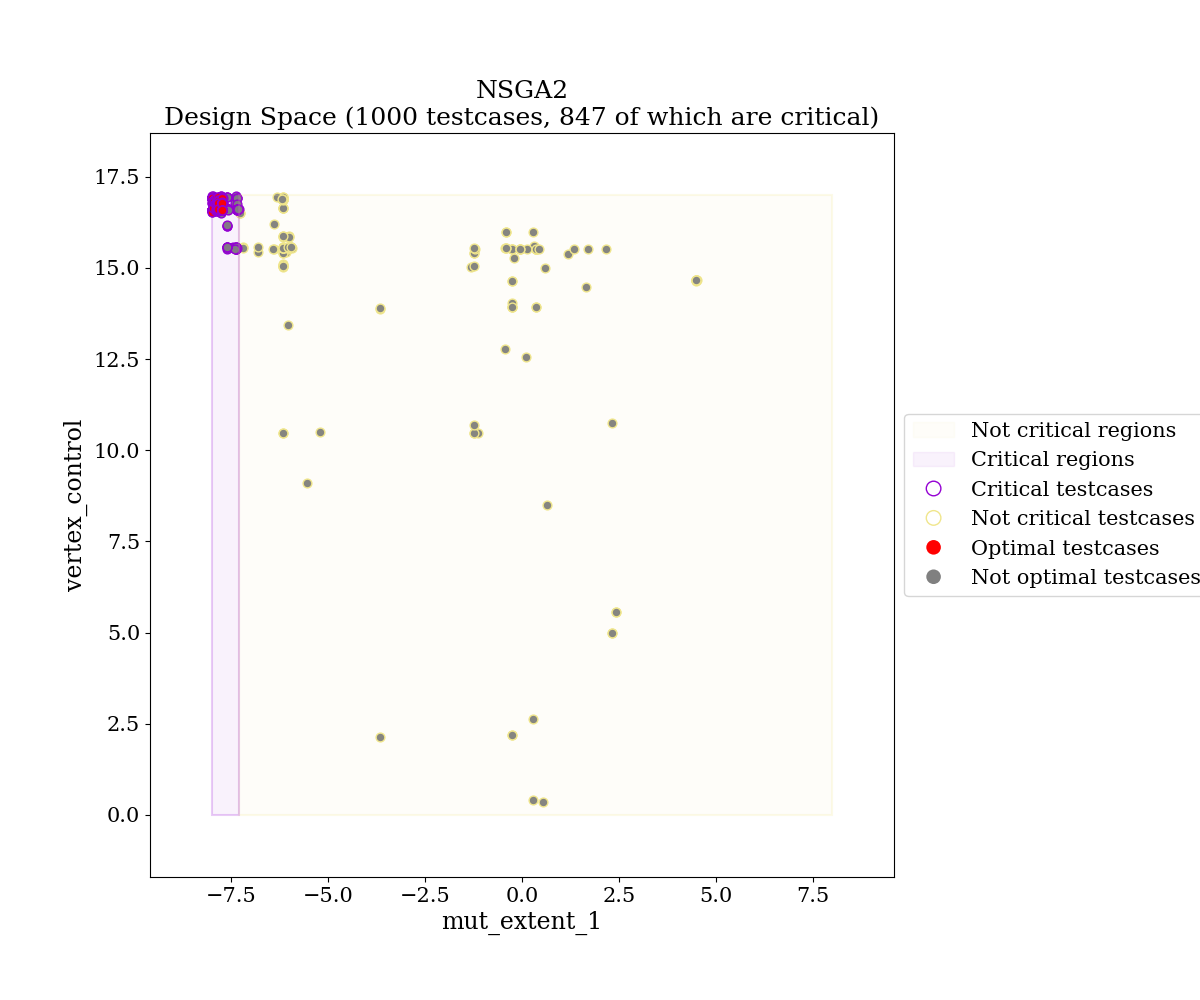 NSGA2
Design Space (1000 testcases, 847 of which are critical)
17.5
15.0
12.5
10.0
7.5
5.0
2.5
0.0
vertex_control
−7.5
−5.0
−2.5
0.0
2.5
5.0
7.5
mut_extent_1
Not critical regions
Critical regions
Critical testcases
Not critical testcases
Optimal testcases
Not optimal testcases